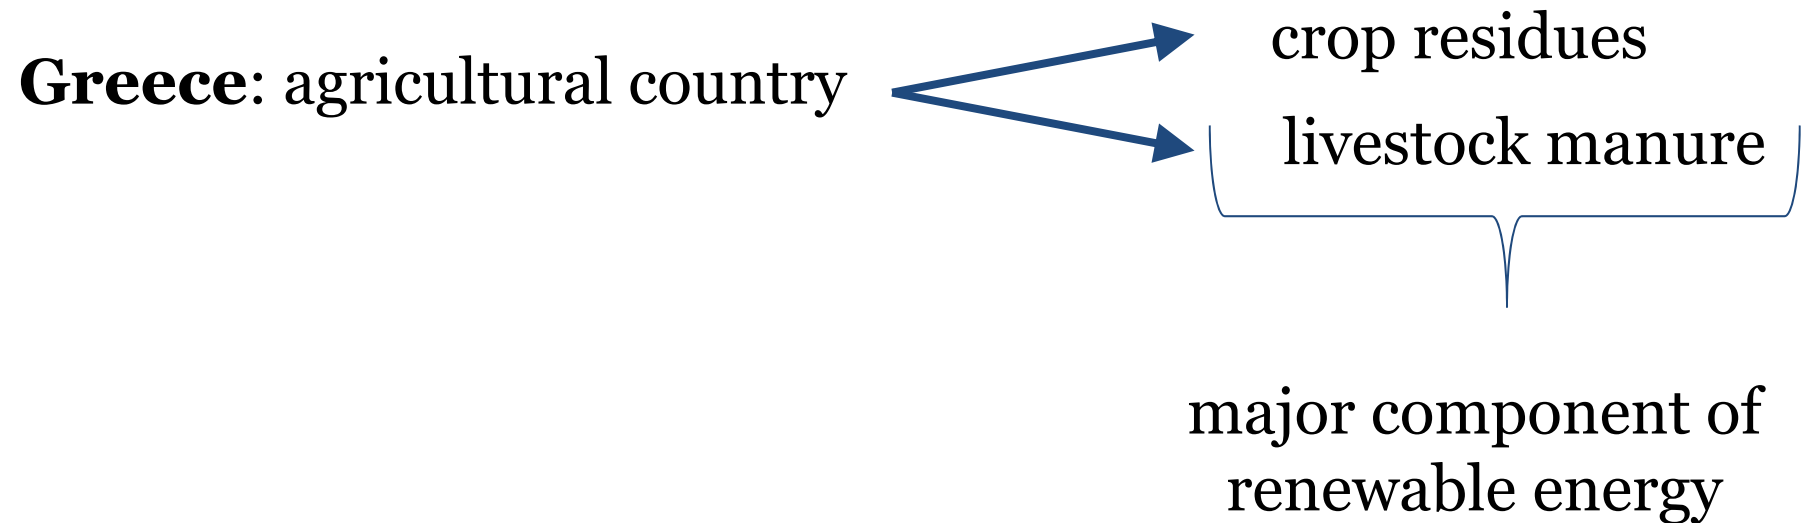 Greece: agricultural country
crop residues
livestock manure
major component of
renewable energy